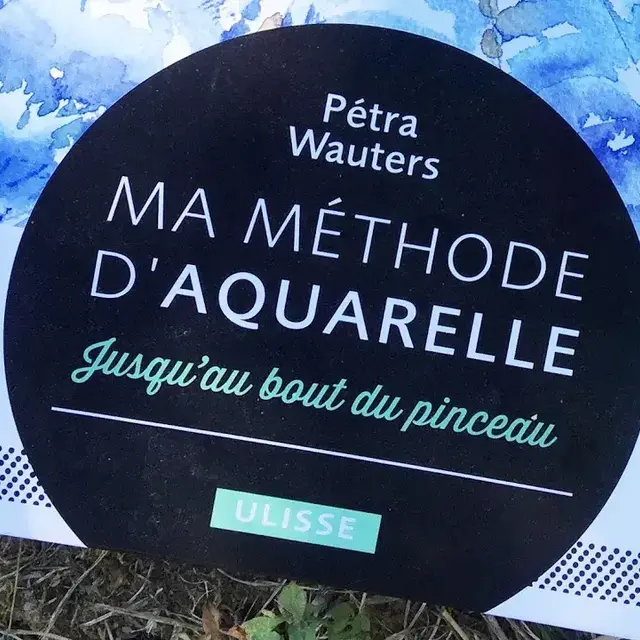 Pétra
Wauters
MA MÉTHODE
D'AQUARELLE
Jusqu'au bout du pinceau
ULISSE